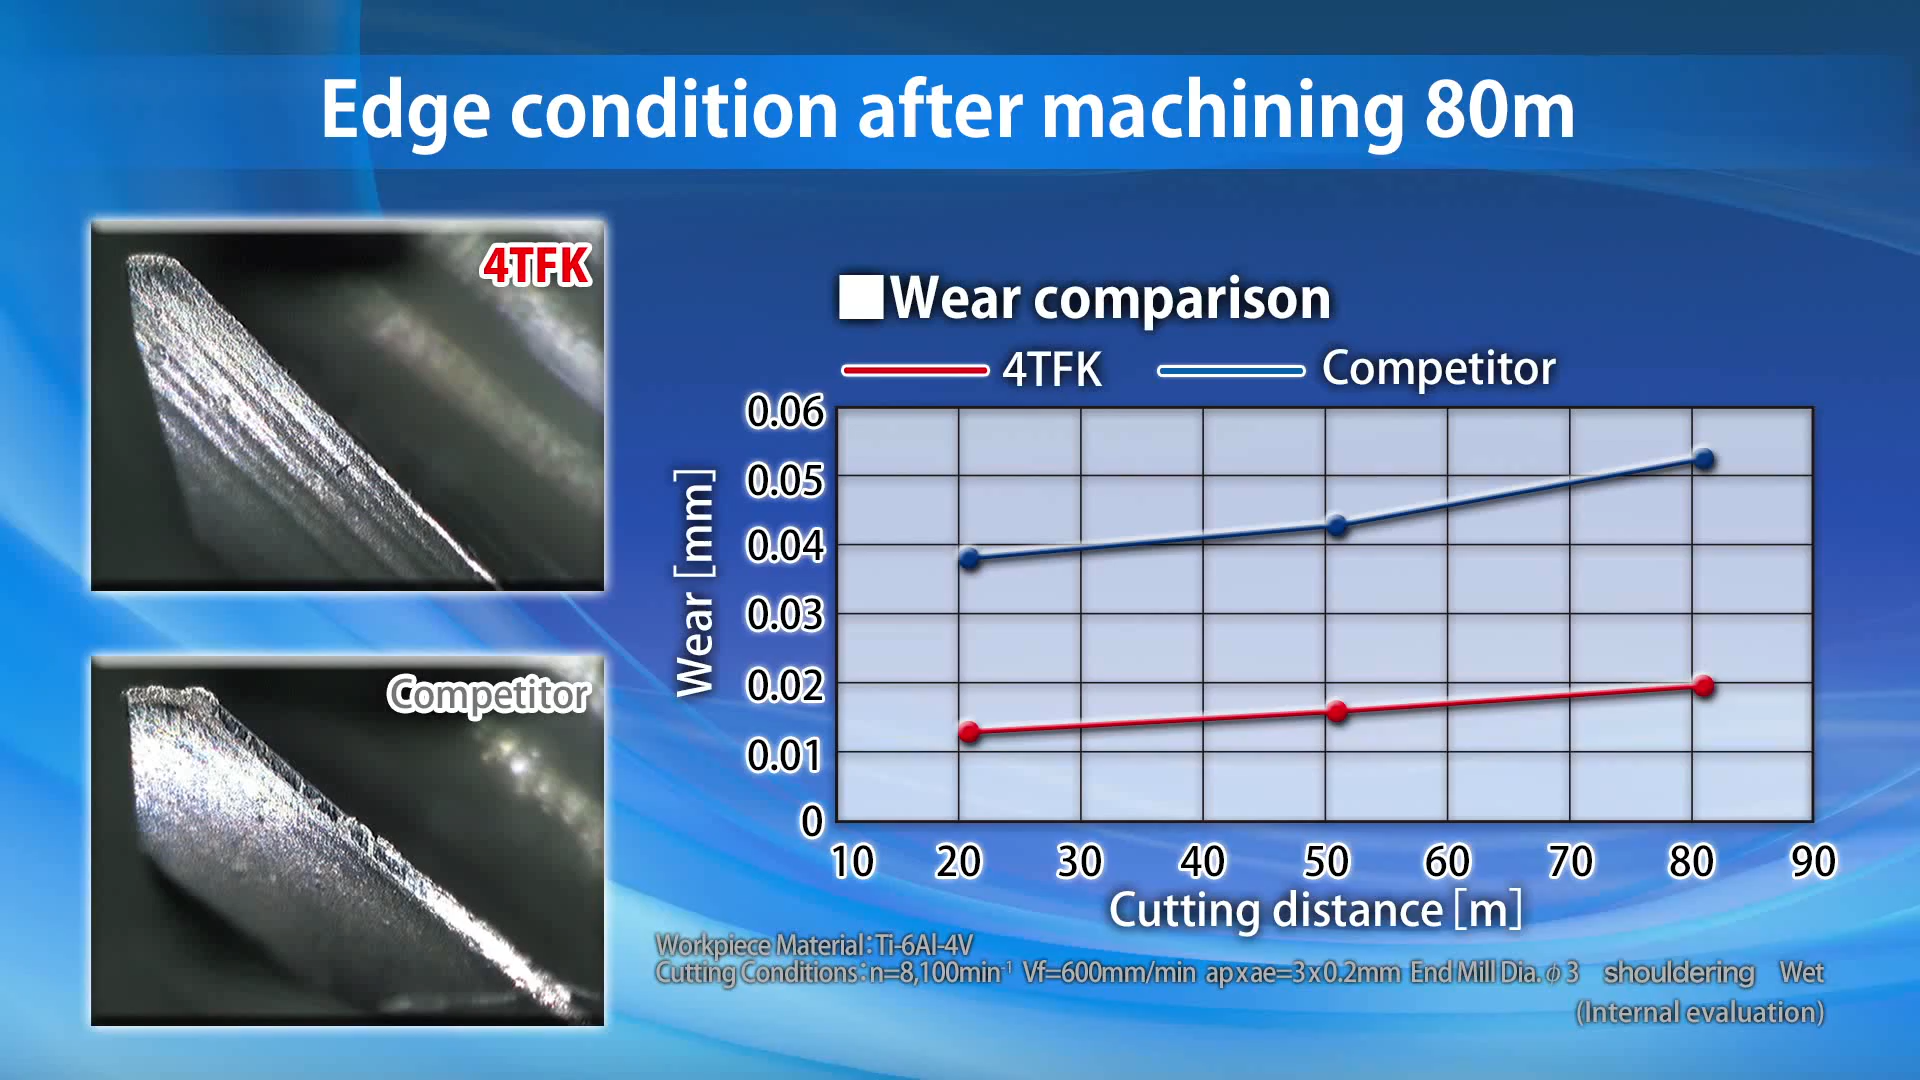 Edge condition after machining 80m
4TFK
Competitor
■Wear comparison
4TFK Competitor
0.06
0.05
0.04
0.03
0.02
0.01
0
Wear [mm]
10 20 30 40 50 60 70 80 90
Cutting distance [m]
Workpiece Material:Ti-6Al-4V
Cutting Conditions:n=8,100min⁻¹ Vf=600mm/min apxae=3x0.2mm End Mill Dia. φ3 shouldering Wet
(Internal evaluation)